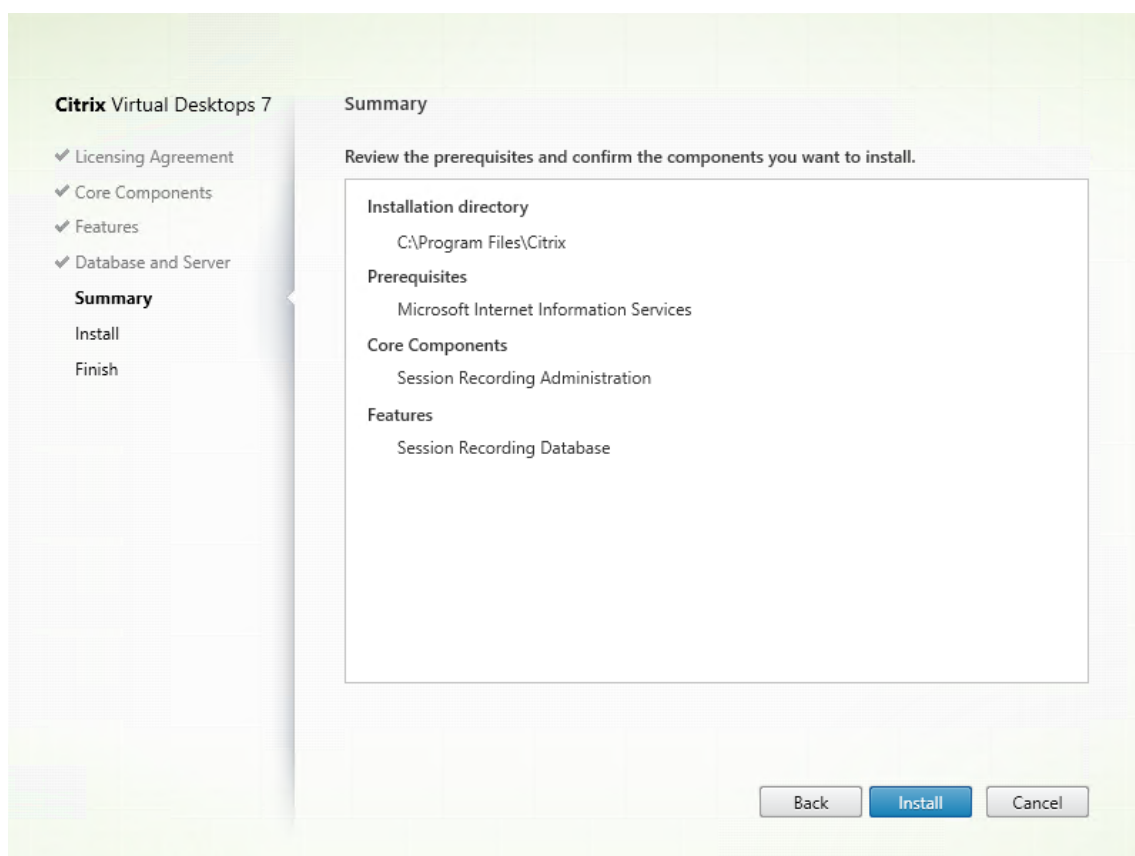 Citrix Virtual Desktops 7
✔ Licensing Agreement
✔ Core Components
✔ Features
✔ Database and Server
Summary
Install
Finish
Summary
Review the prerequisites and confirm the components you want to install.
Installation directory
C:\Program Files\Citrix
Prerequisites
Microsoft Internet Information Services
Core Components
Session Recording Administration
Features
Session Recording Database
Back Install Cancel